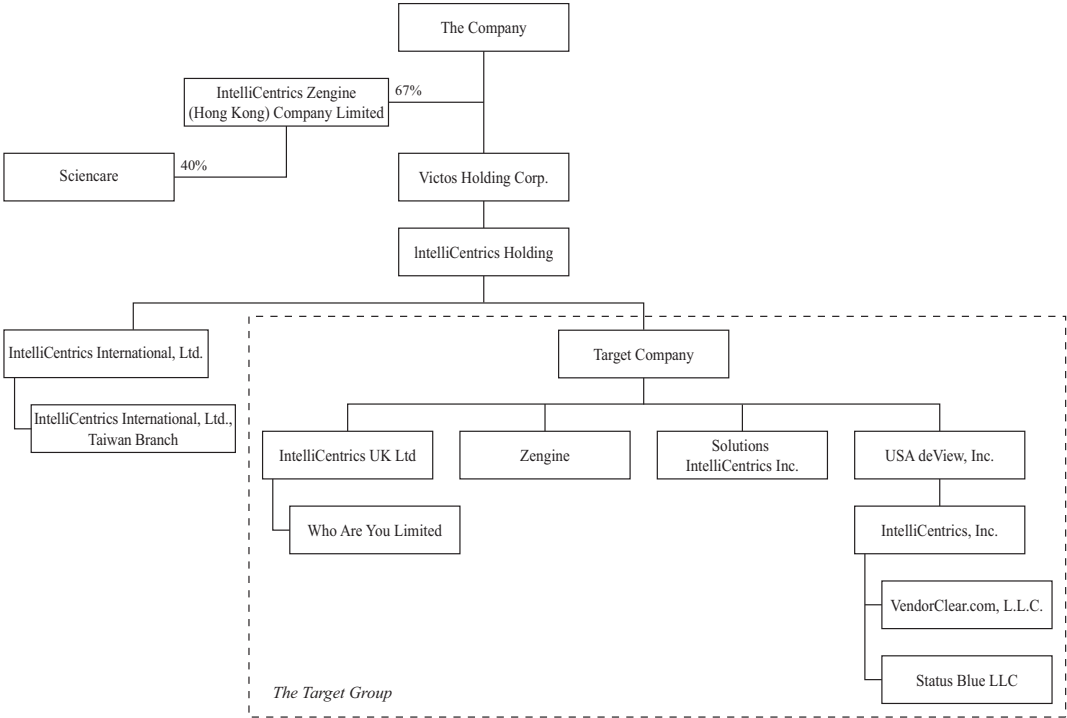 The Company
IntelliCentrics Zengine
(Hong Kong) Company Limited
67%
Sciencare
40%
Victos Holding Corp.
IntelliCentrics Holding
IntelliCentrics International, Ltd.
Target Company
IntelliCentrics International, Ltd.,
Taiwan Branch
IntelliCentrics UK Ltd
Zengine
Solutions
IntelliCentrics Inc.
USA deView, Inc.
Who Are You Limited
IntelliCentrics, Inc.
VendorClear.com, L.L.C.
Status Blue LLC
The Target Group